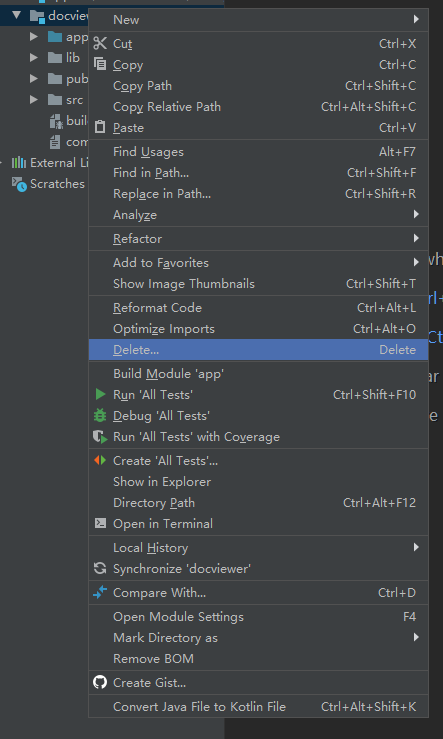 docview
New
app
Cut Ctrl+X
lib
Copy Ctrl+C
pub
Copy Path Ctrl+Shift+C
src
Copy Relative Path Ctrl+Alt+Shift+C
buil
Paste Ctrl+V
com
External Li
Find Usages Alt+F7
Scratches
Find in Path... Ctrl+Shift+F
Replace in Path... Ctrl+Shift+R
Analyze
Refactor
Add to Favorites
Show Image Thumbnails Ctrl+Shift+T
Reformat Code Ctrl+Alt+L
Optimize Imports Ctrl+Alt+O
Delete... Delete
Build Module 'app'
Run 'All Tests' Ctrl+Shift+F10
Debug 'All Tests'
Run 'All Tests' with Coverage
Create 'All Tests'...
Show in Explorer
Directory Path Ctrl+Alt+F12
Open in Terminal
Local History
Synchronize 'docviewer'
Compare With... Ctrl+D
Open Module Settings F4
Mark Directory as
Remove BOM
Create Gist...
Convert Java File to Kotlin File Ctrl+Alt+Shift+K